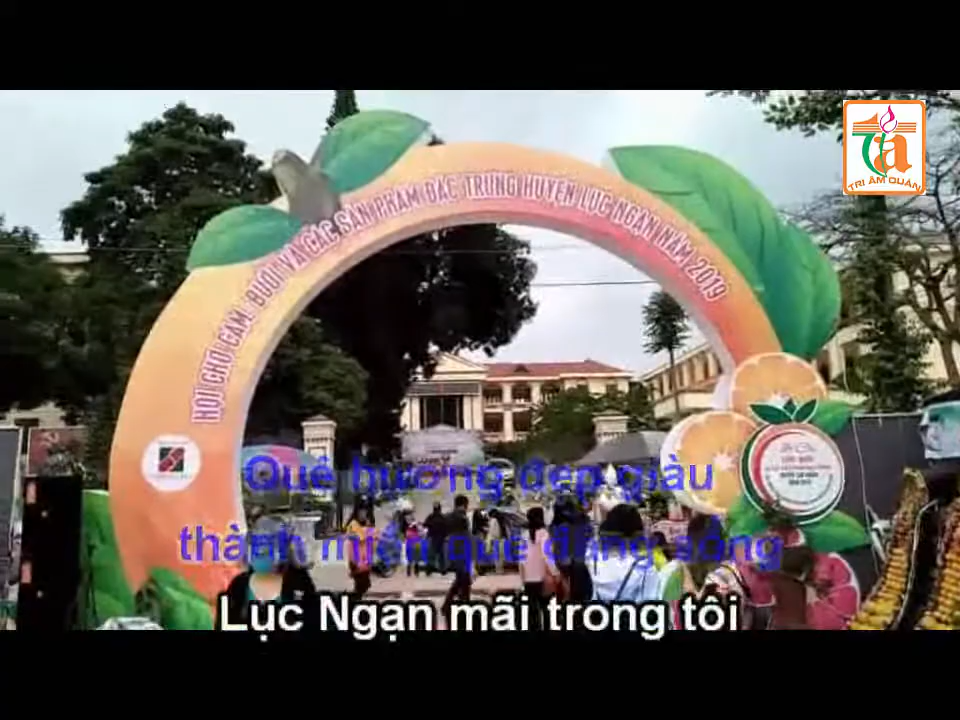 TRI ÂM QUÁN
HỘI CHỢ CAM, BƯỞI VÀ CÁC SẢN PHẨM ĐẶC TRƯNG HUYỆN LỤC NGẠN NĂM 2019
Quê hương đẹp giàu
thành miền quê đáng sống
Lục Ngạn mãi trong tôi